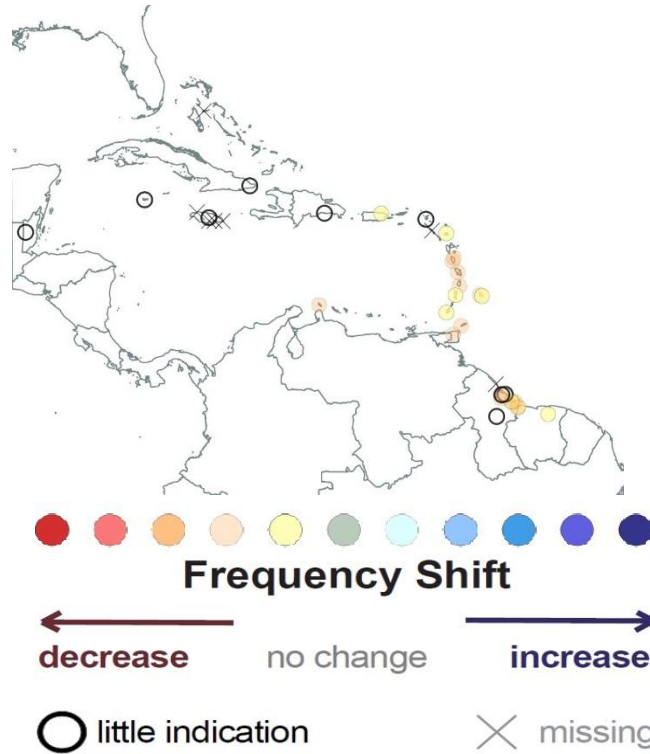 Frequency Shift
decrease no change increase
little indication missing